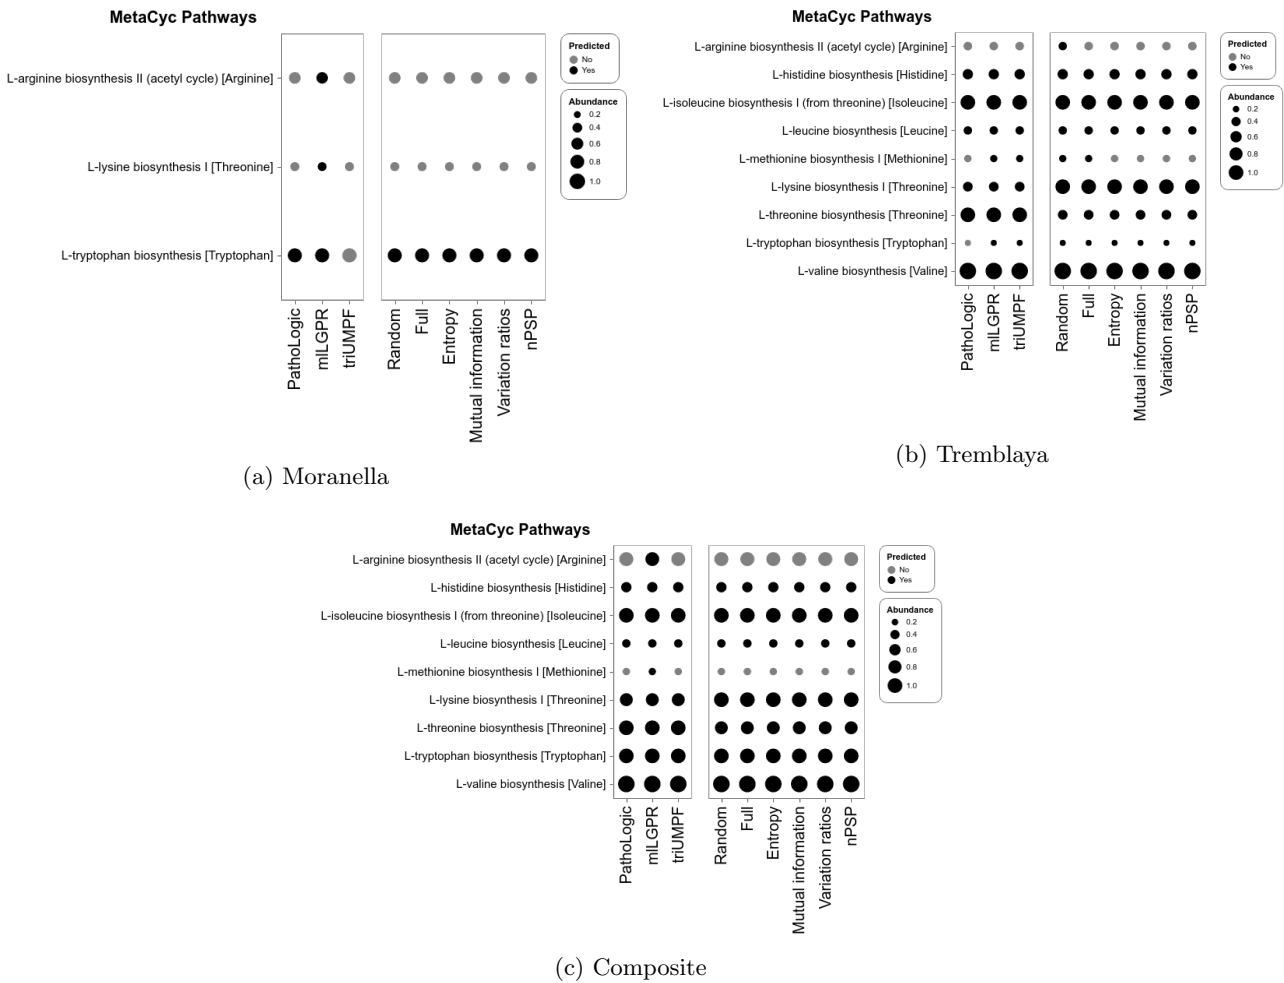 MetaCyc Pathways
L-arginine biosynthesis II (acetyl cycle) [Arginine]
L-lysine biosynthesis I [Threonine]
L-tryptophan biosynthesis [Tryptophan]
PathoLogic
mlLGPR
triUMPF
Random
Full
Entropy
Mutual information
Variation ratios
nPSP
Predicted
No
Yes
Abundance
0.2
0.4
0.6
0.8
1.0
(a) Moranella
MetaCyc Pathways
L-arginine biosynthesis II (acetyl cycle) [Arginine]
L-histidine biosynthesis [Histidine]
L-isoleucine biosynthesis I (from threonine) [Isoleucine]
L-leucine biosynthesis [Leucine]
L-methionine biosynthesis I [Methionine]
L-lysine biosynthesis I [Threonine]
L-threonine biosynthesis [Threonine]
L-tryptophan biosynthesis [Tryptophan]
L-valine biosynthesis [Valine]
PathoLogic
mlLGPR
triUMPF
Random
Full
Entropy
Mutual information
Variation ratios
nPSP
Predicted
No
Yes
Abundance
0.2
0.4
0.6
0.8
1.0
(b) Tremblaya
MetaCyc Pathways
L-arginine biosynthesis II (acetyl cycle) [Arginine]
L-histidine biosynthesis [Histidine]
L-isoleucine biosynthesis I (from threonine) [Isoleucine]
L-leucine biosynthesis [Leucine]
L-methionine biosynthesis I [Methionine]
L-lysine biosynthesis I [Threonine]
L-threonine biosynthesis [Threonine]
L-tryptophan biosynthesis [Tryptophan]
L-valine biosynthesis [Valine]
PathoLogic
mlLGPR
triUMPF
Random
Full
Entropy
Mutual information
Variation ratios
nPSP
Predicted
No
Yes
Abundance
0.2
0.4
0.6
0.8
1.0
(c) Composite